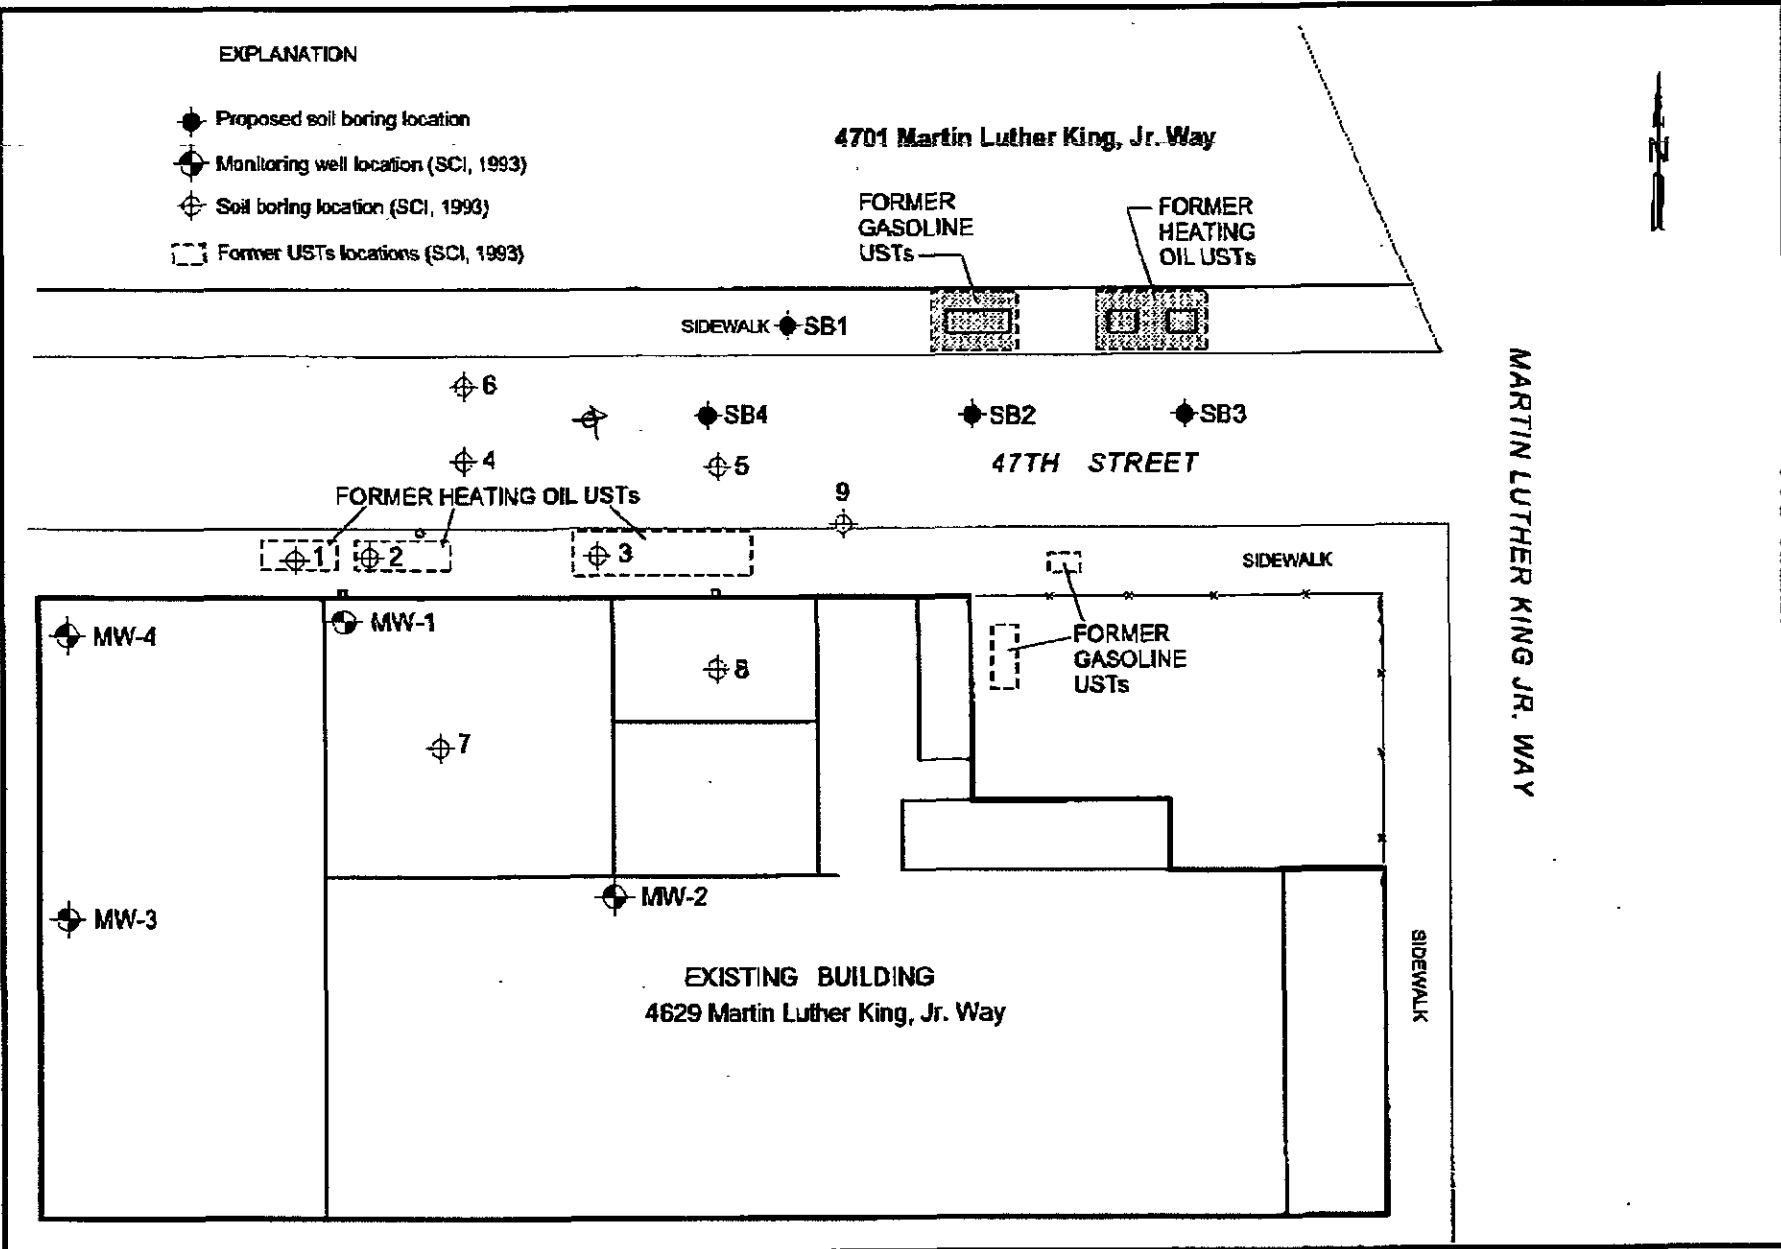 EXPLANATION
Proposed soil boring location
Monitoring well location (SCI, 1993)
Soil boring location (SCI, 1993)
Former USTs locations (SCI, 1993)
4701 Martin Luther King, Jr. Way
N
FORMER
GASOLINE
USTs
FORMER
HEATING
OIL USTs
SIDEWALK
SB1
6
SB4
SB2
SB3
4
5
47TH STREET
FORMER HEATING OIL USTs
9
1
2
3
SIDEWALK
MARTIN LUTHER KING JR. WAY
MW-4
MW-1
8
FORMER
GASOLINE
USTs
7
MW-2
MW-3
EXISTING BUILDING
4629 Martin Luther King, Jr. Way
SIDEWALK